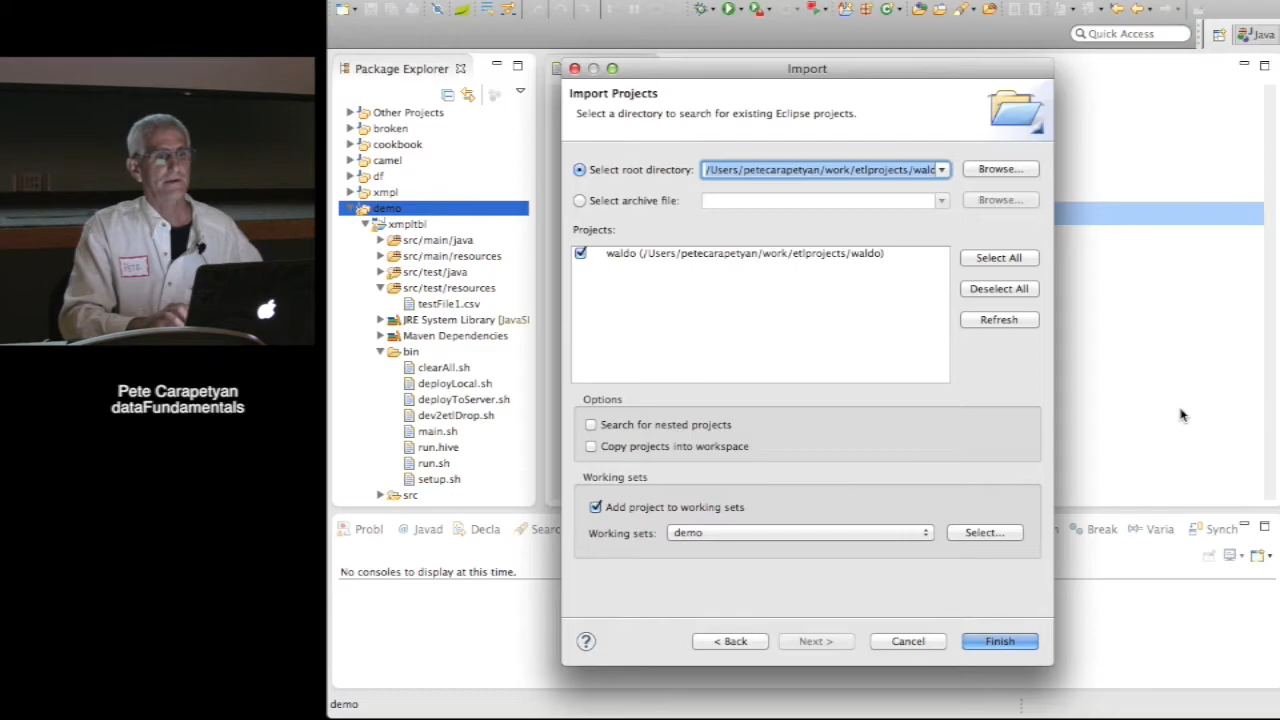 Quick Access
Java
Package Explorer
Other Projects
broken
cookbook
camel
df
xmpl
demo
xmpltbl
src/main/java
src/main/resources
src/test/java
src/test/resources
testFile1.csv
JRE System Library [JavaSI
Maven Dependencies
bin
clearAll.sh
deployLocal.sh
deployToServer.sh
dev2etlDrop.sh
main.sh
run.hive
run.sh
setup.sh
src
Import
Import Projects
Select a directory to search for existing Eclipse projects.
Select root directory: /Users/petecarapetyan/work/etlprojects/wald Browse...
Select archive file: Browse...
Projects:
waldo (/Users/petecarapetyan/work/etlprojects/waldo)
Select All
Deselect All
Refresh
Options
Search for nested projects
Copy projects into workspace
Working sets
Add project to working sets
Working sets: demo Select...
? < Back Next > Cancel Finish
Probl @ Javad Decla Searc Break Varia Synch
No consoles to display at this time.
demo
PETE
Pete Carapetyan
dataFundamentals